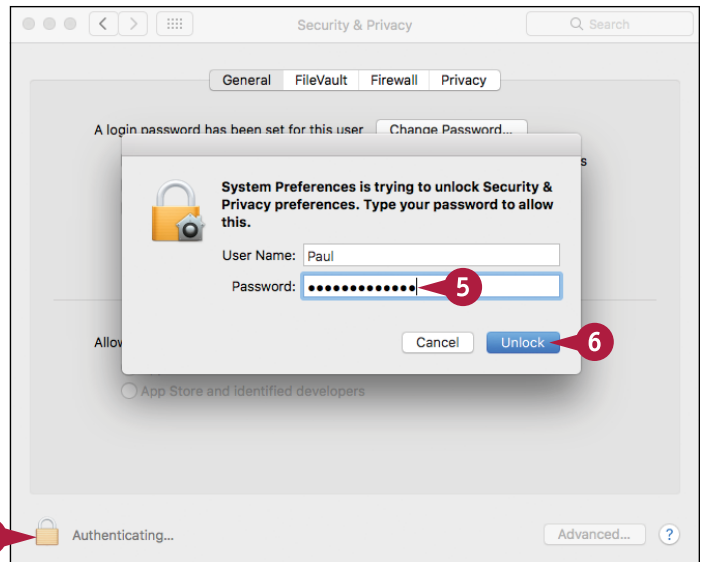 Security & Privacy
Search
General FileVault Firewall Privacy
A login password has been set for this user Change Password...
s
System Preferences is trying to unlock Security &
Privacy preferences. Type your password to allow
this.
User Name: Paul
Password: ●●●●●●●●●●●●● 5
Cancel Unlock 6
App Store and identified developers
Authenticating...
Advanced... ?